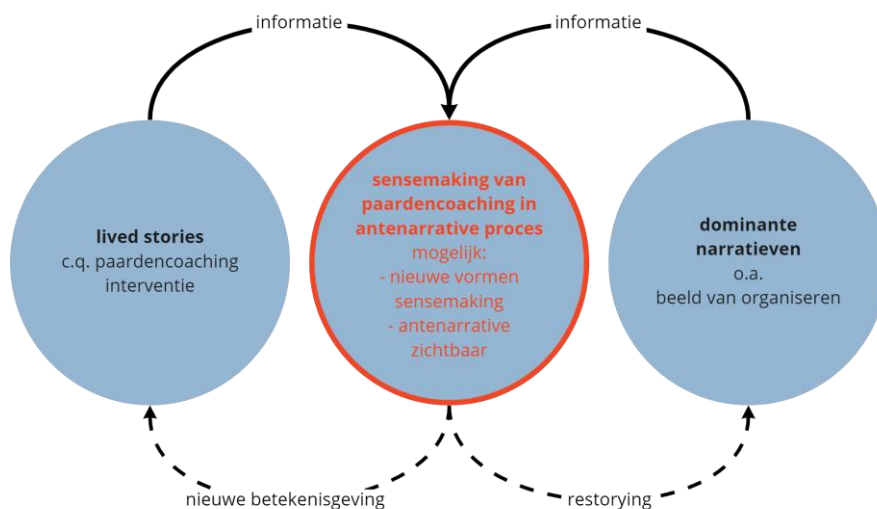 informatie
informatie
lived stories
c.q. paardencoaching
interventie
sensemaking van
paardencoaching in
antenarrative proces
mogelijk:
- nieuwe vormen
sensemaking
- antenarrative
zichtbaar
dominante
narratieven
o.a.
beeld van organiseren
nieuwe betekenisgeving
restorying